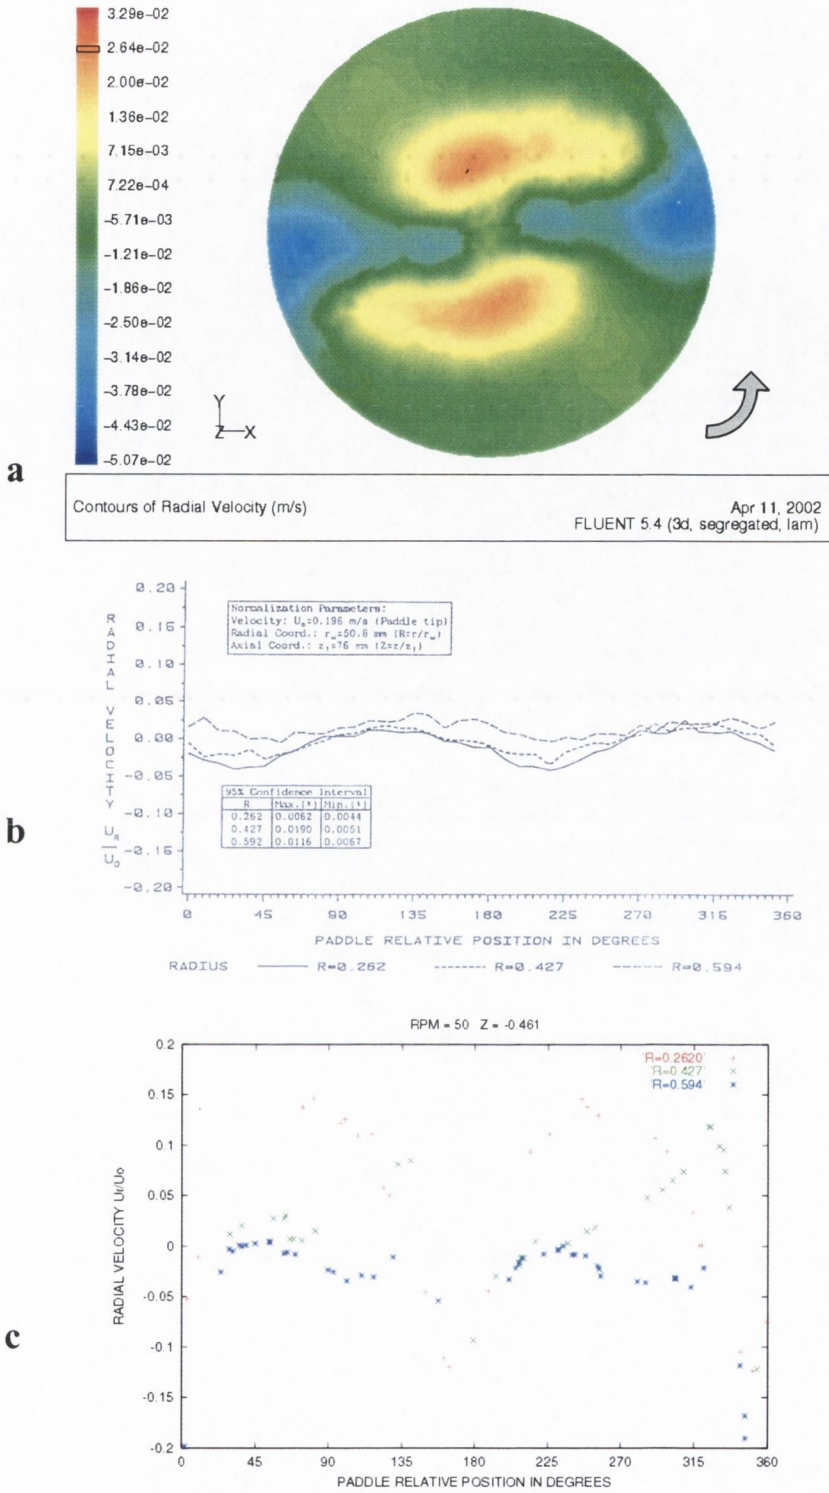 3.29e-02
2.64e-02
2.00e-02
1.36e-02
7.15e-03
7.22e-04
-5.71e-03
-1.21e-02
-1.86e-02
-2.50e-02
-3.14e-02
-3.78e-02
-4.43e-02
-5.07e-02
Y
Z X
a
Contours of Radial Velocity (m/s)
Apr 11, 2002
FLUENT 5.4 (3d, segregated, lam)
b
RADIAL VELOCITY
0.20
0.15
0.10
0.05
0.00
-0.05
-0.10
-0.15
-0.20
Normalization Parameters:
Velocity: U =0.196 m/s (Paddle tip)
Radial Coord.: r =50.8 mm (R=r/r )
Axial Coord.: z =76 mm (Z=z/z )
95% Confidence Interval
R Max.(±) Min.(±)
0.262 0.0062 0.0044
0.427 0.0190 0.0051
0.592 0.0116 0.0067
0 45 90 135 180 225 270 315 360
PADDLE RELATIVE POSITION IN DEGREES
RADIUS R=0.262 R=0.427 R=0.594
c
RPM = 50 Z = -0.461
'R=0.2620'
'R=0.427'
'R=0.594'
RADIAL VELOCITY Ur/Uo
0.2
0.15
0.1
0.05
0
-0.05
-0.1
-0.15
-0.2
0 45 90 135 180 225 270 315 360
PADDLE RELATIVE POSITION IN DEGREES